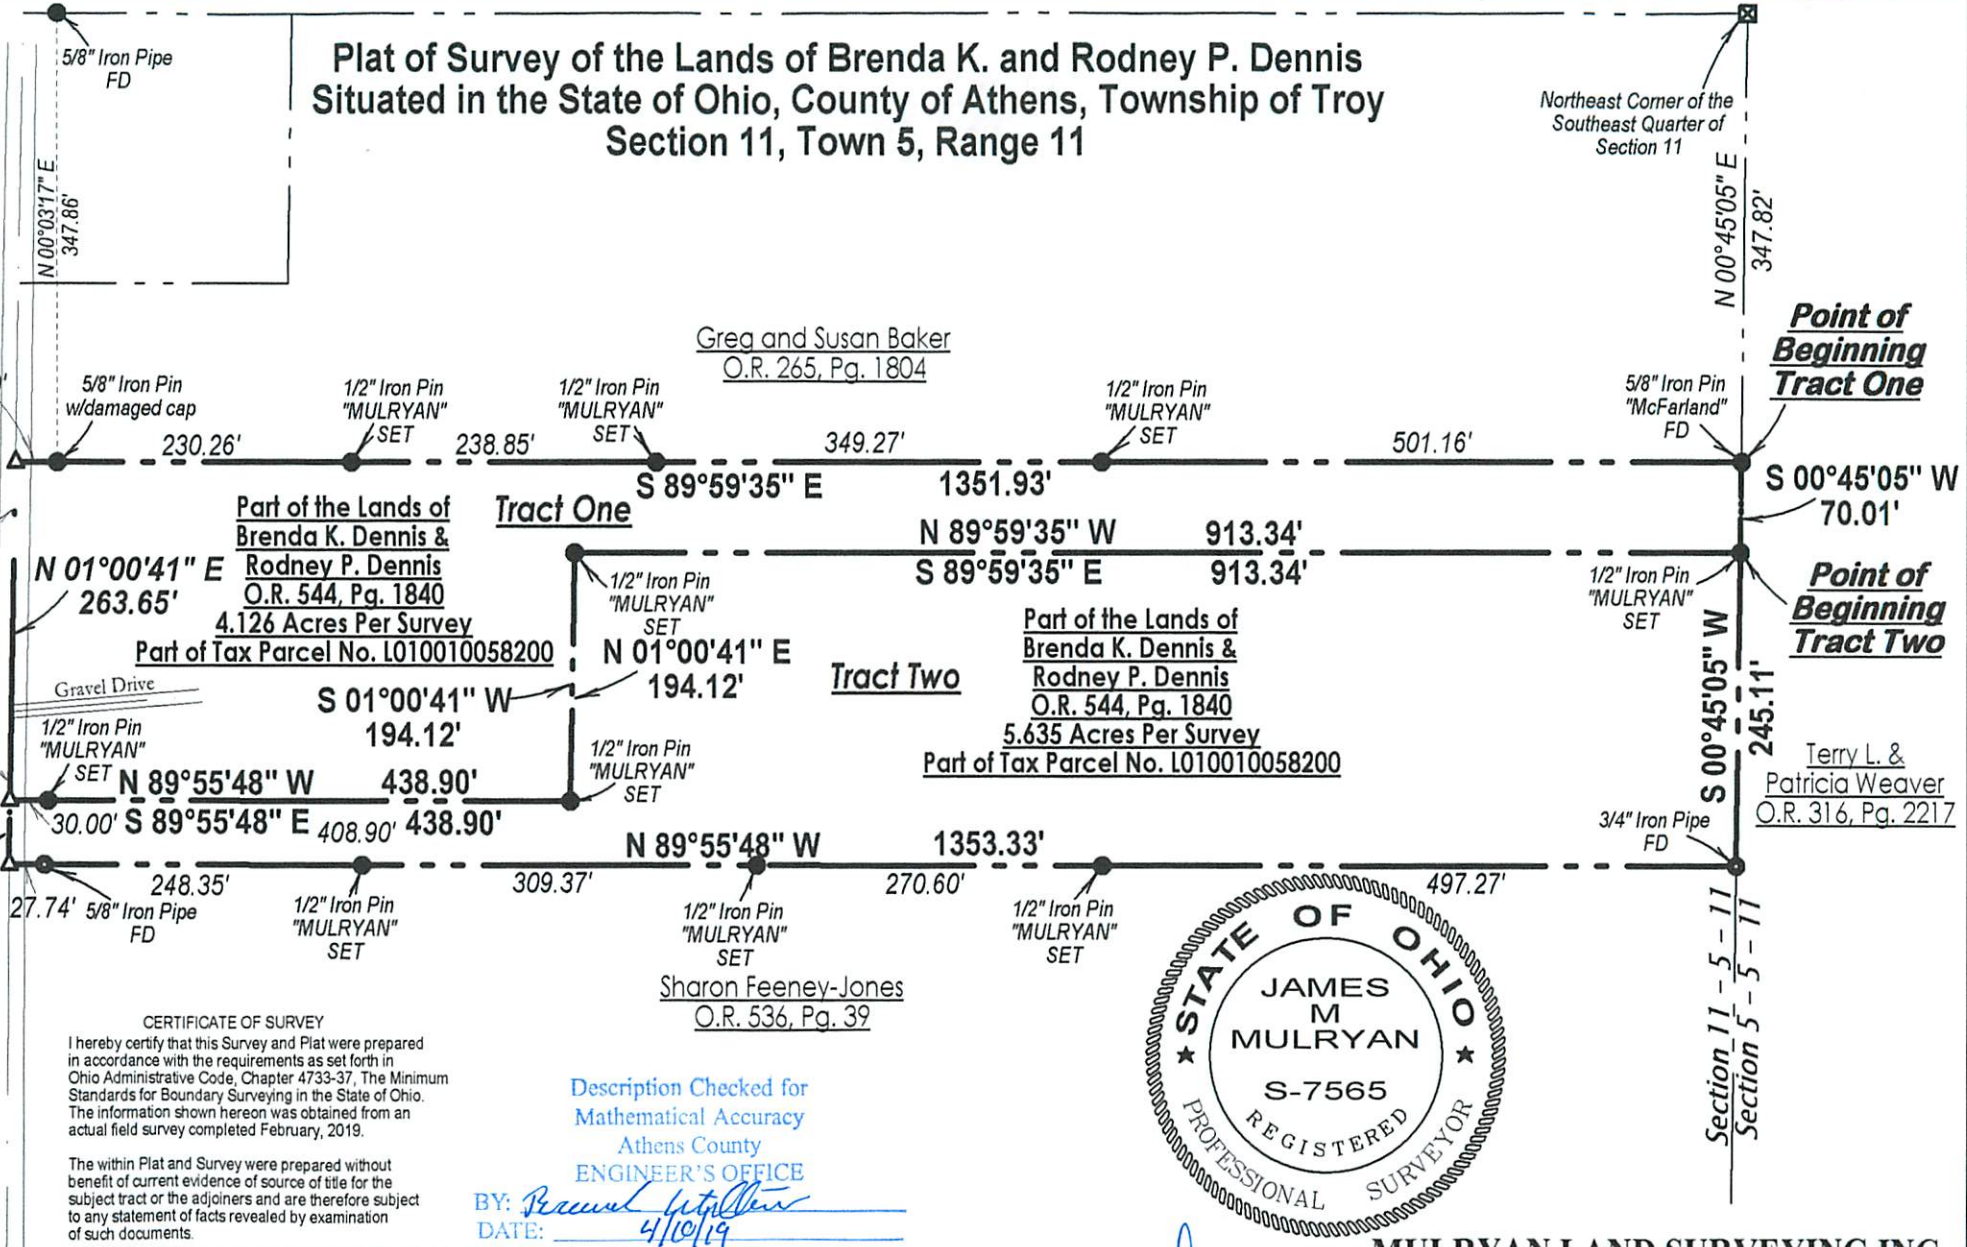 Plat of Survey of the Lands of Brenda K. and Rodney P. Dennis
Situated in the State of Ohio, County of Athens, Township of Troy
Section 11, Town 5, Range 11
5/8" Iron Pipe
FD
N 00°03'17" E
347.86'
Northeast Corner of the
Southeast Quarter of
Section 11
N 00°45'05" E
347.82'
Greg and Susan Baker
O.R. 265, Pg. 1804
Point of
Beginning
Tract One
5/8" Iron Pin
w/damaged cap
1/2" Iron Pin
"MULRYAN"
SET
1/2" Iron Pin
"MULRYAN"
SET
1/2" Iron Pin
"MULRYAN"
SET
5/8" Iron Pin
"McFarland"
FD
230.26'
238.85'
349.27'
501.16'
S 89°59'35" E 1351.93'
S 00°45'05" W
70.01'
Tract One
Part of the Lands of
Brenda K. Dennis &
Rodney P. Dennis
O.R. 544, Pg. 1840
4.126 Acres Per Survey
Part of Tax Parcel No. L010010058200
N 89°59'35" W 913.34'
S 89°59'35" E 913.34'
N 01°00'41" E
263.65'
1/2" Iron Pin
"MULRYAN"
SET
1/2" Iron Pin
"MULRYAN"
SET
Point of
Beginning
Tract Two
Part of the Lands of
Brenda K. Dennis &
Rodney P. Dennis
O.R. 544, Pg. 1840
5.635 Acres Per Survey
Part of Tax Parcel No. L010010058200
Tract Two
N 01°00'41" E
194.12'
S 01°00'41" W
194.12'
Gravel Drive
S 00°45'05" W
245.11'
1/2" Iron Pin
"MULRYAN"
SET
1/2" Iron Pin
"MULRYAN"
SET
N 89°55'48" W 438.90'
30.00' S 89°55'48" E 408.90' 438.90'
Terry L. &
Patricia Weaver
O.R. 316, Pg. 2217
3/4" Iron Pipe
FD
N 89°55'48" W 1353.33'
27.74'
248.35'
309.37'
270.60'
497.27'
5/8" Iron Pipe
FD
1/2" Iron Pin
"MULRYAN"
SET
1/2" Iron Pin
"MULRYAN"
SET
1/2" Iron Pin
"MULRYAN"
SET
Sharon Feeney-Jones
O.R. 536, Pg. 39
Section 11 - 5 - 11
Section 5 - 5 - 11
STATE OF OHIO
JAMES
M
MULRYAN
S-7565
REGISTERED
PROFESSIONAL SURVEYOR
CERTIFICATE OF SURVEY
I hereby certify that this Survey and Plat were prepared
in accordance with the requirements as set forth in
Ohio Administrative Code, Chapter 4733-37, The Minimum
Standards for Boundary Surveying in the State of Ohio.
The information shown hereon was obtained from an
actual field survey completed February, 2019.
The within Plat and Survey were prepared without
benefit of current evidence of source of title for the
subject tract or the adjoiners and are therefore subject
to any statement of facts revealed by examination
of such documents.
Description Checked for
Mathematical Accuracy
Athens County
ENGINEER'S OFFICE
BY:
DATE: 4/10/19
MULRYAN LAND SURVEYING INC